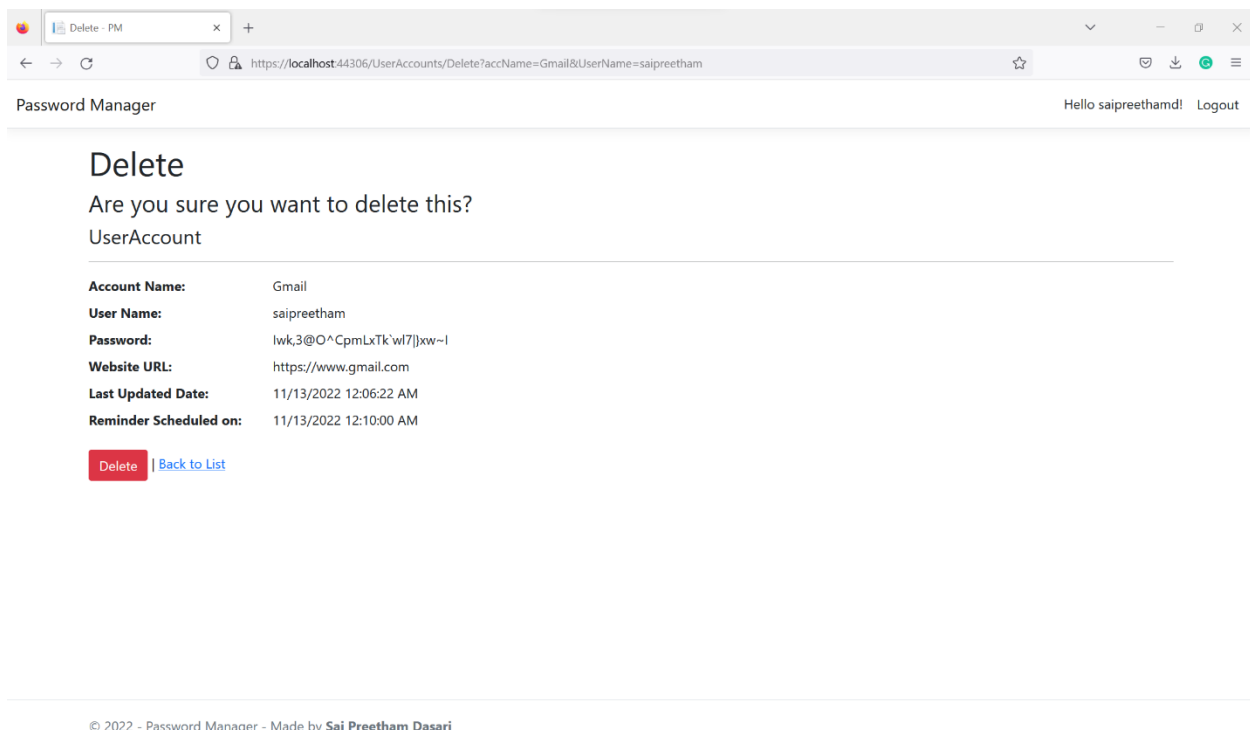 Delete - PM
https://localhost:44306/UserAccounts/Delete?accName=Gmail&UserName=saipreetham
Password Manager Hello saipreethamd! Logout
Delete
Are you sure you want to delete this?
UserAccount
Account Name: Gmail
User Name: saipreetham
Password: Iwk,3@O^CpmLxTk`wl7|}xw~I
Website URL: https://www.gmail.com
Last Updated Date: 11/13/2022 12:06:22 AM
Reminder Scheduled on: 11/13/2022 12:10:00 AM
Delete | Back to List
© 2022 - Password Manager - Made by Sai Preetham Dasari